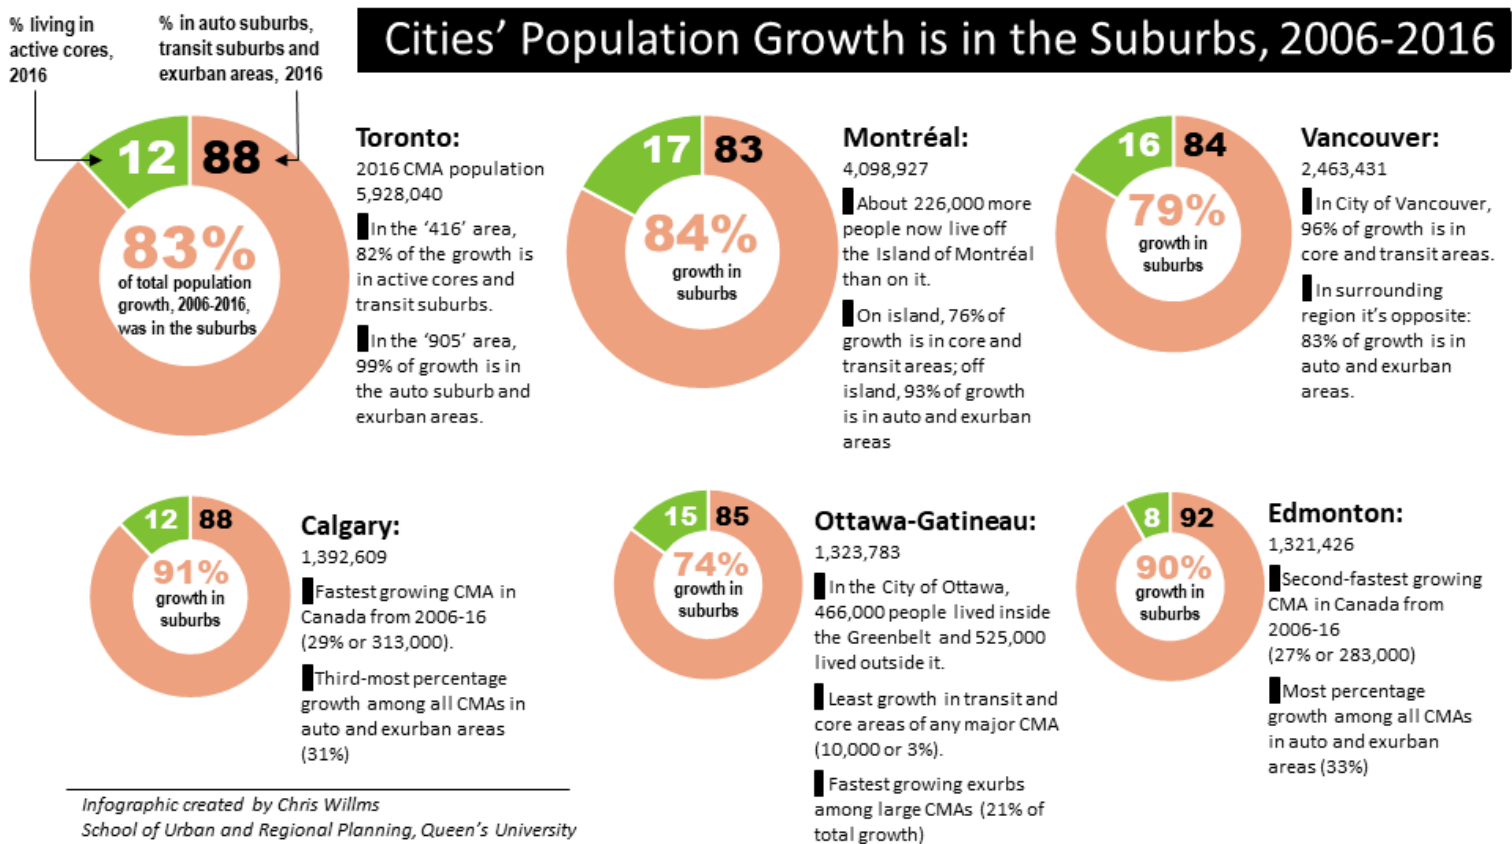 % living in
active cores,
2016
% in auto suburbs,
transit suburbs and
exurban areas, 2016
Cities’ Population Growth is in the Suburbs, 2006-2016
12
88
83%
of total population
growth, 2006-2016,
was in the suburbs
Toronto:
2016 CMA population
5,928,040
In the ‘416’ area,
82% of the growth is
in active cores and
transit suburbs.
In the ‘905’ area,
99% of growth is in
the auto suburb and
exurban areas.
17
83
84%
growth in
suburbs
Montréal:
4,098,927
About 226,000 more
people now live off
the Island of Montréal
than on it.
On island, 76% of
growth is in core and
transit areas; off
island, 93% of growth
is in auto and exurban
areas
16
84
79%
growth in
suburbs
Vancouver:
2,463,431
In City of Vancouver,
96% of growth is in
core and transit areas.
In surrounding
region it’s opposite:
83% of growth is in
auto and exurban
areas.
12
88
91%
growth in
suburbs
Calgary:
1,392,609
Fastest growing CMA in
Canada from 2006-16
(29% or 313,000).
Third-most percentage
growth among all CMAs in
auto and exurban areas
(31%)
15
85
74%
growth in
suburbs
Ottawa-Gatineau:
1,323,783
In the City of Ottawa,
466,000 people lived inside
the Greenbelt and 525,000
lived outside it.
Least growth in transit and
core areas of any major CMA
(10,000 or 3%).
Fastest growing exurbs
among large CMAs (21% of
total growth)
8
92
90%
growth in
suburbs
Edmonton:
1,321,426
Second-fastest growing
CMA in Canada from
2006-16
(27% or 283,000)
Most percentage
growth among all CMAs
in auto and exurban
areas (33%)
Infographic created by Chris Willms
School of Urban and Regional Planning, Queen’s University